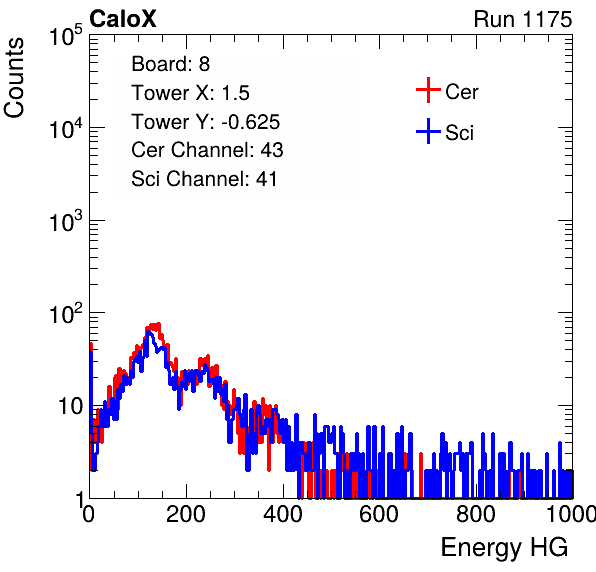 CaloX Run 1175
Counts
10^5
10^4
10^3
10^2
10
1
Board: 8
Tower X: 1.5
Tower Y: -0.625
Cer Channel: 43
Sci Channel: 41
Cer
Sci
0 200 400 600 800 1000
Energy HG